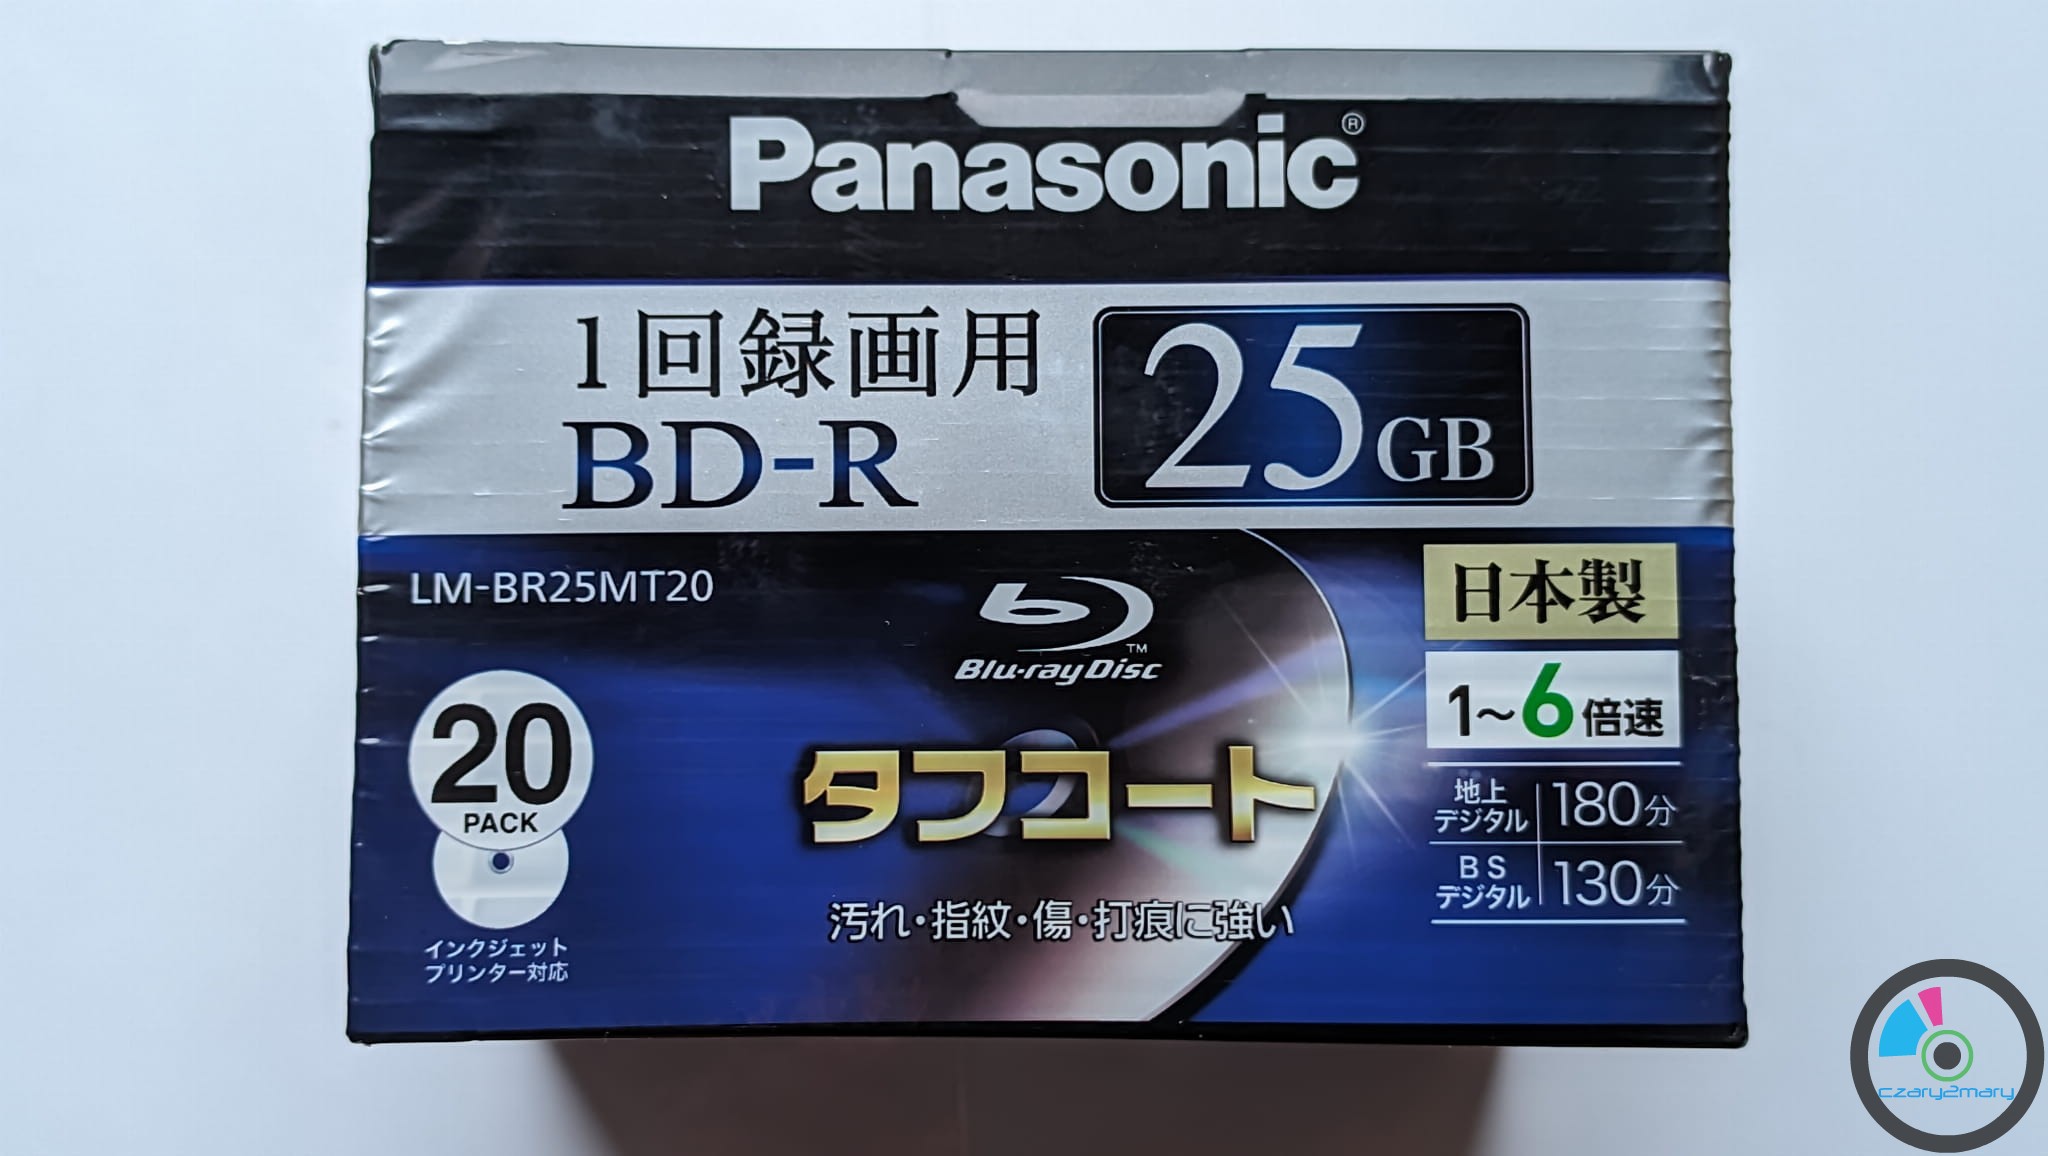 Panasonic®
1回録画用
BD-R
25GB
LM-BR25MT20
Blu-ray Disc™
日本製
1～6倍速
20
PACK
タフコート
地上
デジタル
180分
BS
デジタル
130分
汚れ・指紋・傷・打痕に強い
インクジェット
プリンター対応
czary2mary